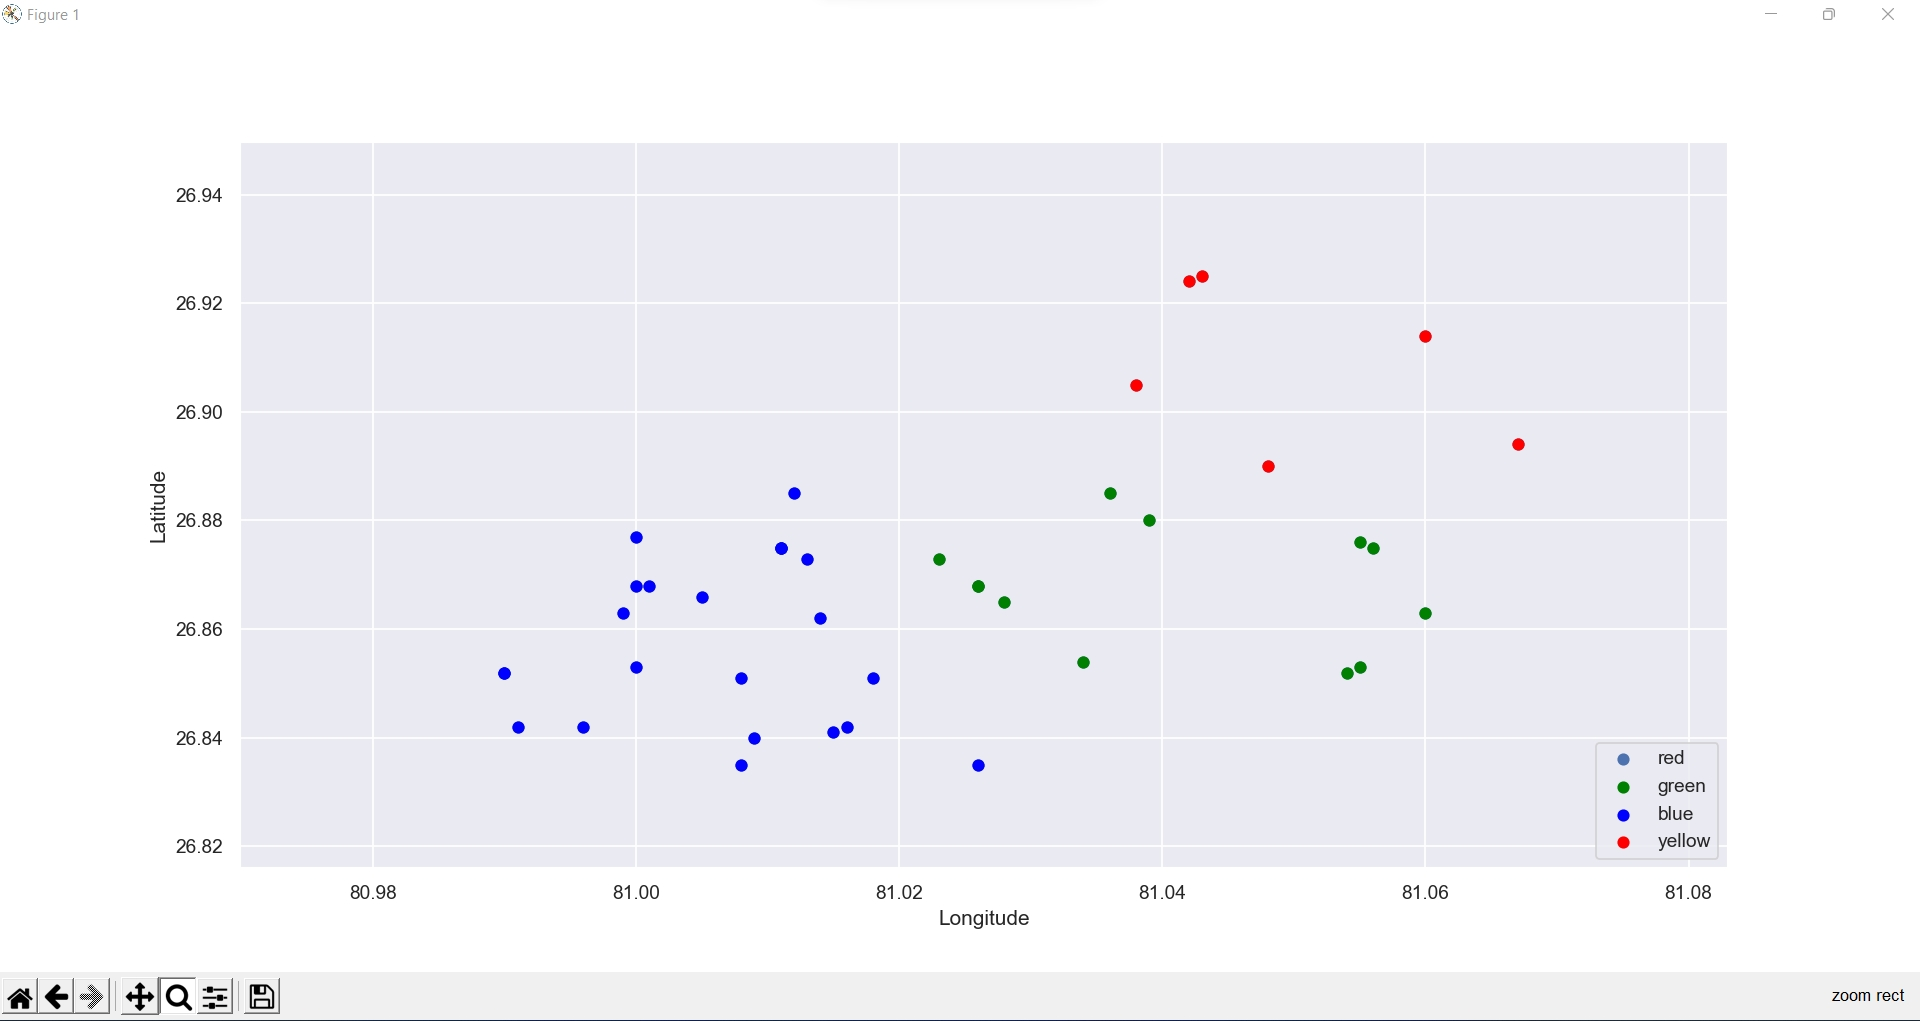 Figure 1
26.94
26.92
26.90
26.88
26.86
26.84
26.82
Latitude
80.98 81.00 81.02 81.04 81.06 81.08
Longitude
red
green
blue
yellow
zoom rect